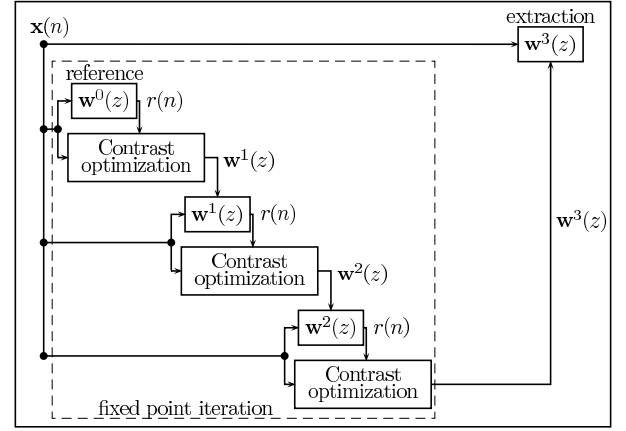 extraction
x(n)
w³(z)
reference
w⁰(z) r(n)
Contrast
optimization
w¹(z)
w¹(z) r(n)
w³(z)
Contrast
optimization
w²(z)
w²(z) r(n)
Contrast
optimization
fixed point iteration